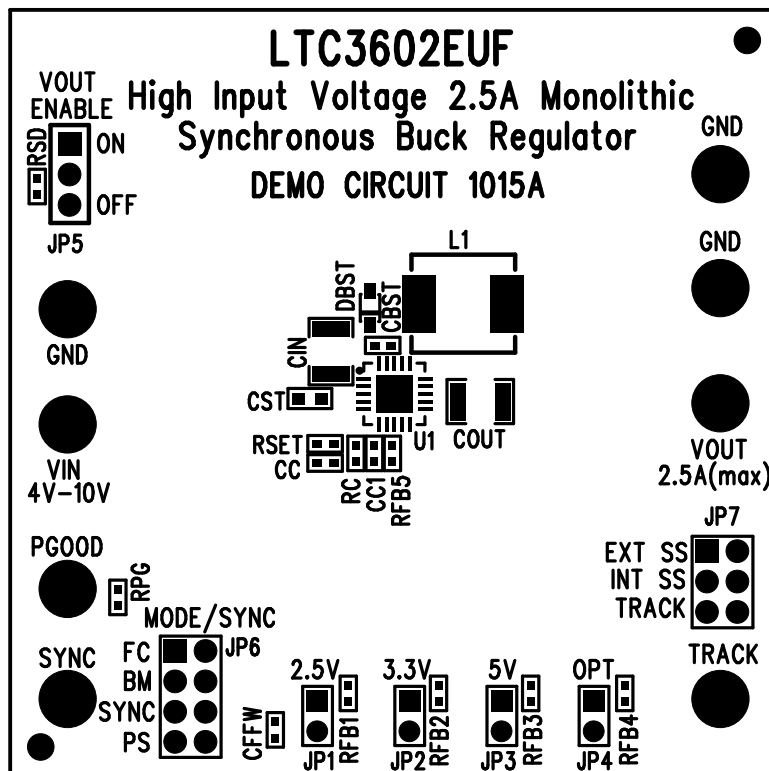 LTC3602EUF
High Input Voltage 2.5A Monolithic
Synchronous Buck Regulator
DEMO CIRCUIT 1015A
VOUT
ENABLE
RSD
ON
OFF
JP5
GND
GND
GND
L1
DBST
CBST
CIN
CST
U1
COUT
RSET
CC
RC
CC1
RFB5
VIN
4V-10V
VOUT
2.5A(max)
PGOOD
RPG
JP7
EXT SS
INT SS
TRACK
SYNC
MODE/SYNC
JP6
FC
BM
SYNC
PS
CFFW
2.5V
RFB1
JP1
3.3V
RFB2
JP2
5V
RFB3
JP3
OPT
RFB4
JP4
TRACK